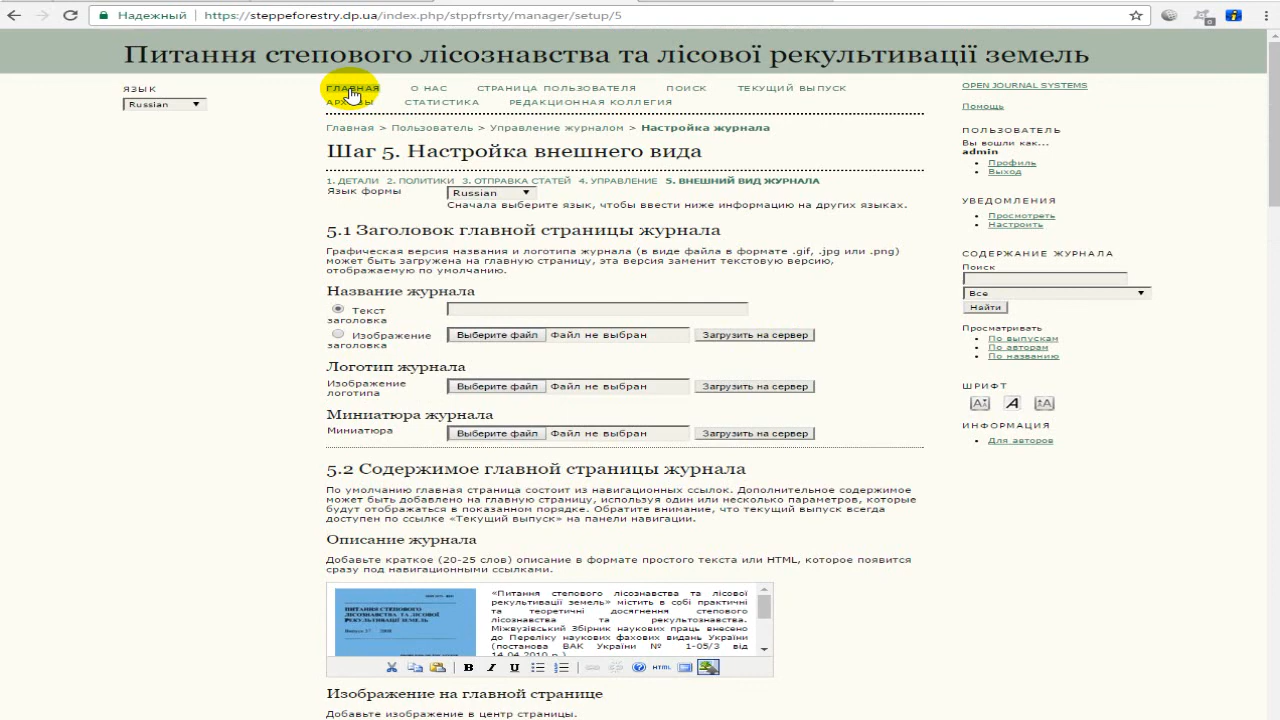 Надежный https://steppeforestry.dp.ua/index.php/stppfrsrty/manager/setup/5
Питання степового лісознавства та лісової рекультивації земель
ЯЗЫК
Russian
ГЛАВНАЯ О НАС СТРАНИЦА ПОЛЬЗОВАТЕЛЯ ПОИСК ТЕКУЩИЙ ВЫПУСК
АРХИВЫ СТАТИСТИКА РЕДАКЦИОННАЯ КОЛЛЕГИЯ
Главная > Пользователь > Управление журналом > Настройка журнала
Шаг 5. Настройка внешнего вида
1. ДЕТАЛИ 2. ПОЛИТИКИ 3. ОТПРАВКА СТАТЕЙ 4. УПРАВЛЕНИЕ 5. ВНЕШНИЙ ВИД ЖУРНАЛА
Язык формы Russian
Сначала выберите язык, чтобы ввести ниже информацию на других языках.
5.1 Заголовок главной страницы журнала
Графическая версия названия и логотипа журнала (в виде файла в формате .gif, .jpg или .png)
может быть загружена на главную страницу, эта версия заменит текстовую версию,
отображаемую по умолчанию.
Название журнала
Текст
заголовка
Изображение Выберите файл Файл не выбран Загрузить на сервер
заголовка
Логотип журнала
Изображение Выберите файл Файл не выбран Загрузить на сервер
логотипа
Миниатюра журнала
Миниатюра Выберите файл Файл не выбран Загрузить на сервер
5.2 Содержимое главной страницы журнала
По умолчанию главная страница состоит из навигационных ссылок. Дополнительное содержимое
может быть добавлено на главную страницу, используя один или несколько параметров, которые
будут отображаться в показанном порядке. Обратите внимание, что текущий выпуск всегда
доступен по ссылке «Текущий выпуск» на панели навигации.
Описание журнала
Добавьте краткое (20-25 слов) описание в формате простого текста или HTML, которое появится
сразу под навигационными ссылками.
ПИТАННЯ СТЕПОВОГО
ЛІСОЗНАВСТВА ТА ЛІСОВОЇ
РЕКУЛЬТИВАЦІЇ ЗЕМЕЛЬ
«Питання степового лісознавства та лісової
рекультивації земель» містить в собі практичні
та теоретичні досягнення степового
лісознавства та рекультознавства.
Міжвузівський Збірник наукових праць внесено
до Переліку наукових фахових видань України
(постанова ВАК України № 1-05/3 від
14.04.2010 р.)
B I U HTML
Изображение на главной странице
Добавьте изображение в центр страницы.
OPEN JOURNAL SYSTEMS
Помощь
ПОЛЬЗОВАТЕЛЬ
Вы вошли как...
admin
Профиль
Выход
УВЕДОМЛЕНИЯ
Просмотреть
Настроить
СОДЕРЖАНИЕ ЖУРНАЛА
Поиск
Все
Найти
Просматривать
По выпускам
По авторам
По названию
ШРИФТ
A A A
ИНФОРМАЦИЯ
Для авторов